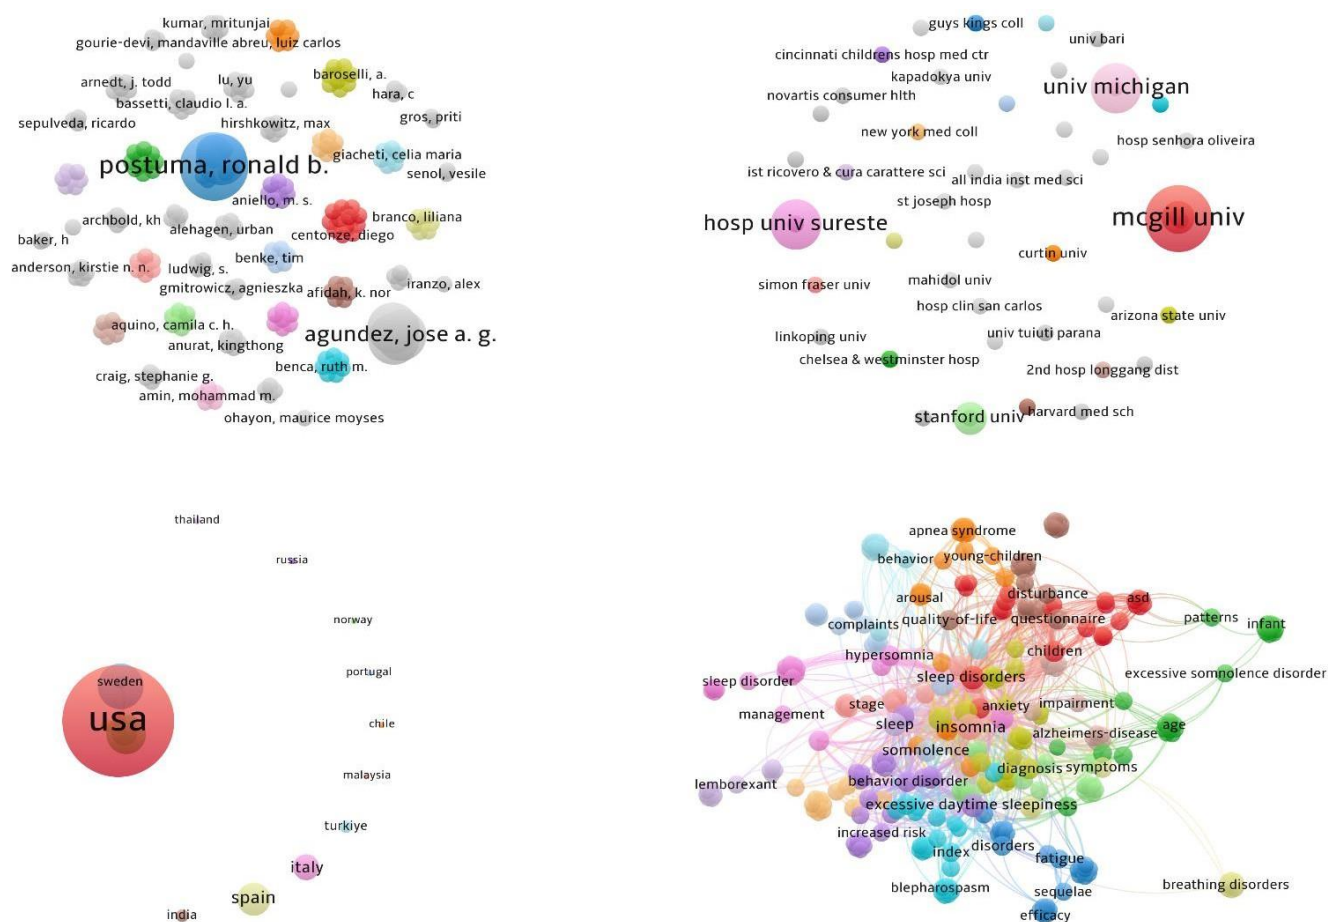 kumar, mritunjai
gourie-devi, mandaville abreu, luiz carlos
arnedt, j. todd
lu, yu
baroselli, a.
bassetti, claudio l. a.
hara, c
sepulveda, ricardo
hirshkowitz, max
gros, priti
postuma, ronald b.
giacheti, celia maria
senol, vesile
aniello, m. s.
archbold, kh
alehagen, urban
branco, liliana
centonze, diego
baker, h
anderson, kirstie n. n.
ludwig, s.
benke, tim
gmitrowicz, agnieszka
afidah, k. nor
iranzo, alex
aquino, camila c. h.
anurat, kingthong
agundez, jose a. g.
craig, stephanie g.
benca, ruth m.
amin, mohammad m.
ohayon, maurice moyses
guys kings coll
univ bari
cincinnati childrens hosp med ctr
kapadokya univ
univ michigan
novartis consumer hlth
new york med coll
hosp senhora oliveira
ist ricovero & cura carattere sci
all india inst med sci
st joseph hosp
hosp univ sureste
mcgill univ
curtin univ
simon fraser univ
mahidol univ
hosp clin san carlos
arizona state univ
linkoping univ
univ tuiuti parana
chelsea & westminster hosp
2nd hosp longgang dist
stanford univ
harvard med sch
thailand
russia
norway
portugal
sweden
usa
chile
malaysia
turkiye
italy
spain
india
apnea syndrome
behavior
young-children
arousal
disturbance
asd
complaints
quality-of-life
questionnaire
patterns
infant
hypersomnia
children
sleep disorder
sleep disorders
excessive somnolence disorder
management
stage
anxiety
impairment
sleep
insomnia
alzheimers-disease
age
somnolence
diagnosis
symptoms
lemborexant
behavior disorder
excessive daytime sleepiness
increased risk
index
disorders
fatigue
blepharospasm
sequelae
breathing disorders
efficacy